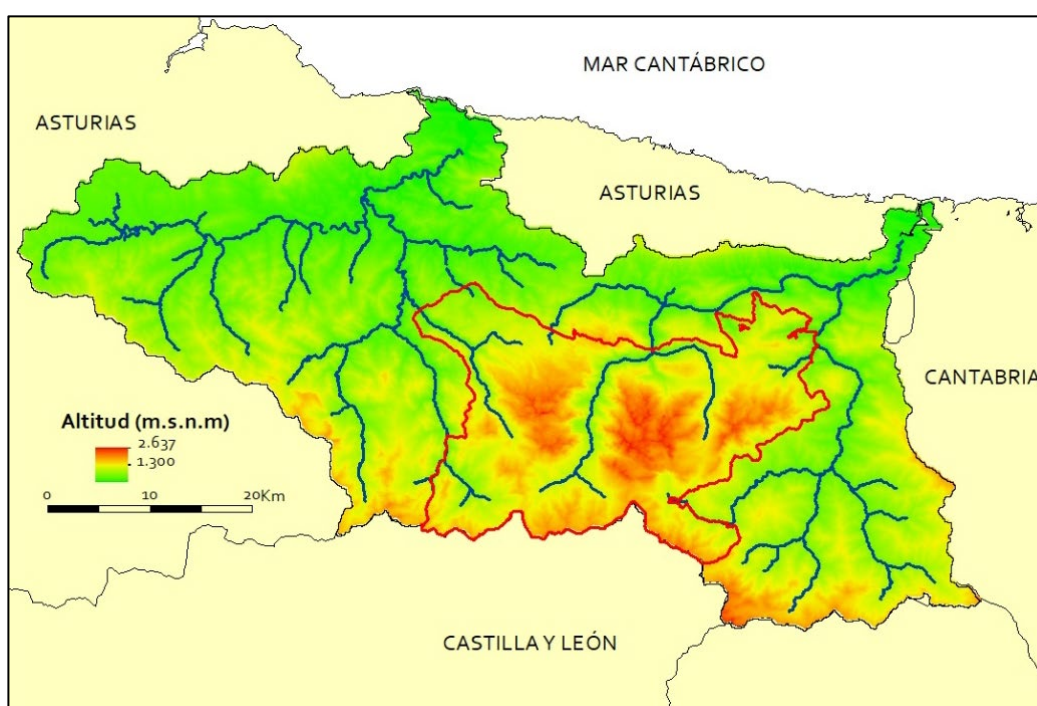 MAR CANTÁBRICO
ASTURIAS
ASTURIAS
CANTABRIA
Altitud (m.s.n.m)
2.637
1.300
0 10 20Km
CASTILLA Y LEÓN